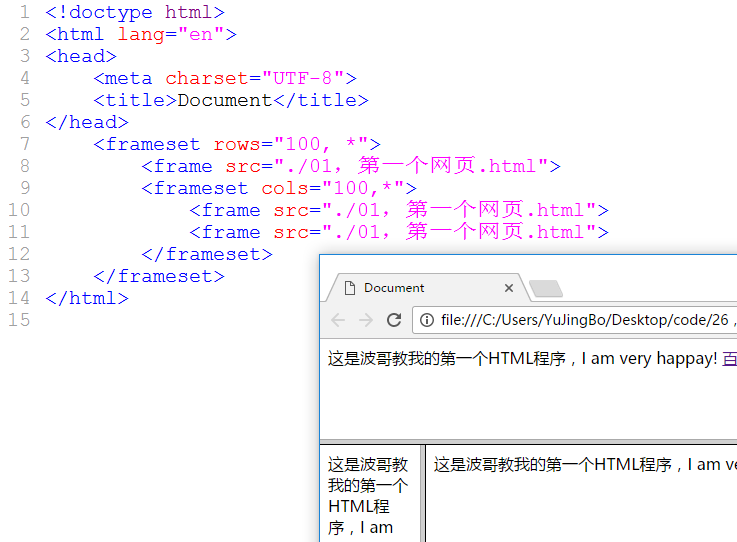 1 <!doctype html>
2 <html lang="en">
3 <head>
4 <meta charset="UTF-8">
5 <title>Document</title>
6 </head>
7 <frameset rows="100, *">
8 <frame src="./01，第一个网页.html">
9 <frameset cols="100,*">
10 <frame src="./01，第一个网页.html">
11 <frame src="./01，第一个网页.html">
12 </frameset>
13 </frameset>
14 </html>
15
Document
file:///C:/Users/YuJingBo/Desktop/code/26，
这是波哥教我的第一个HTML程序，I am very happay! 百
这是波哥教
我的第一个
HTML程
序，I am
这是波哥教我的第一个HTML程序，I am ve